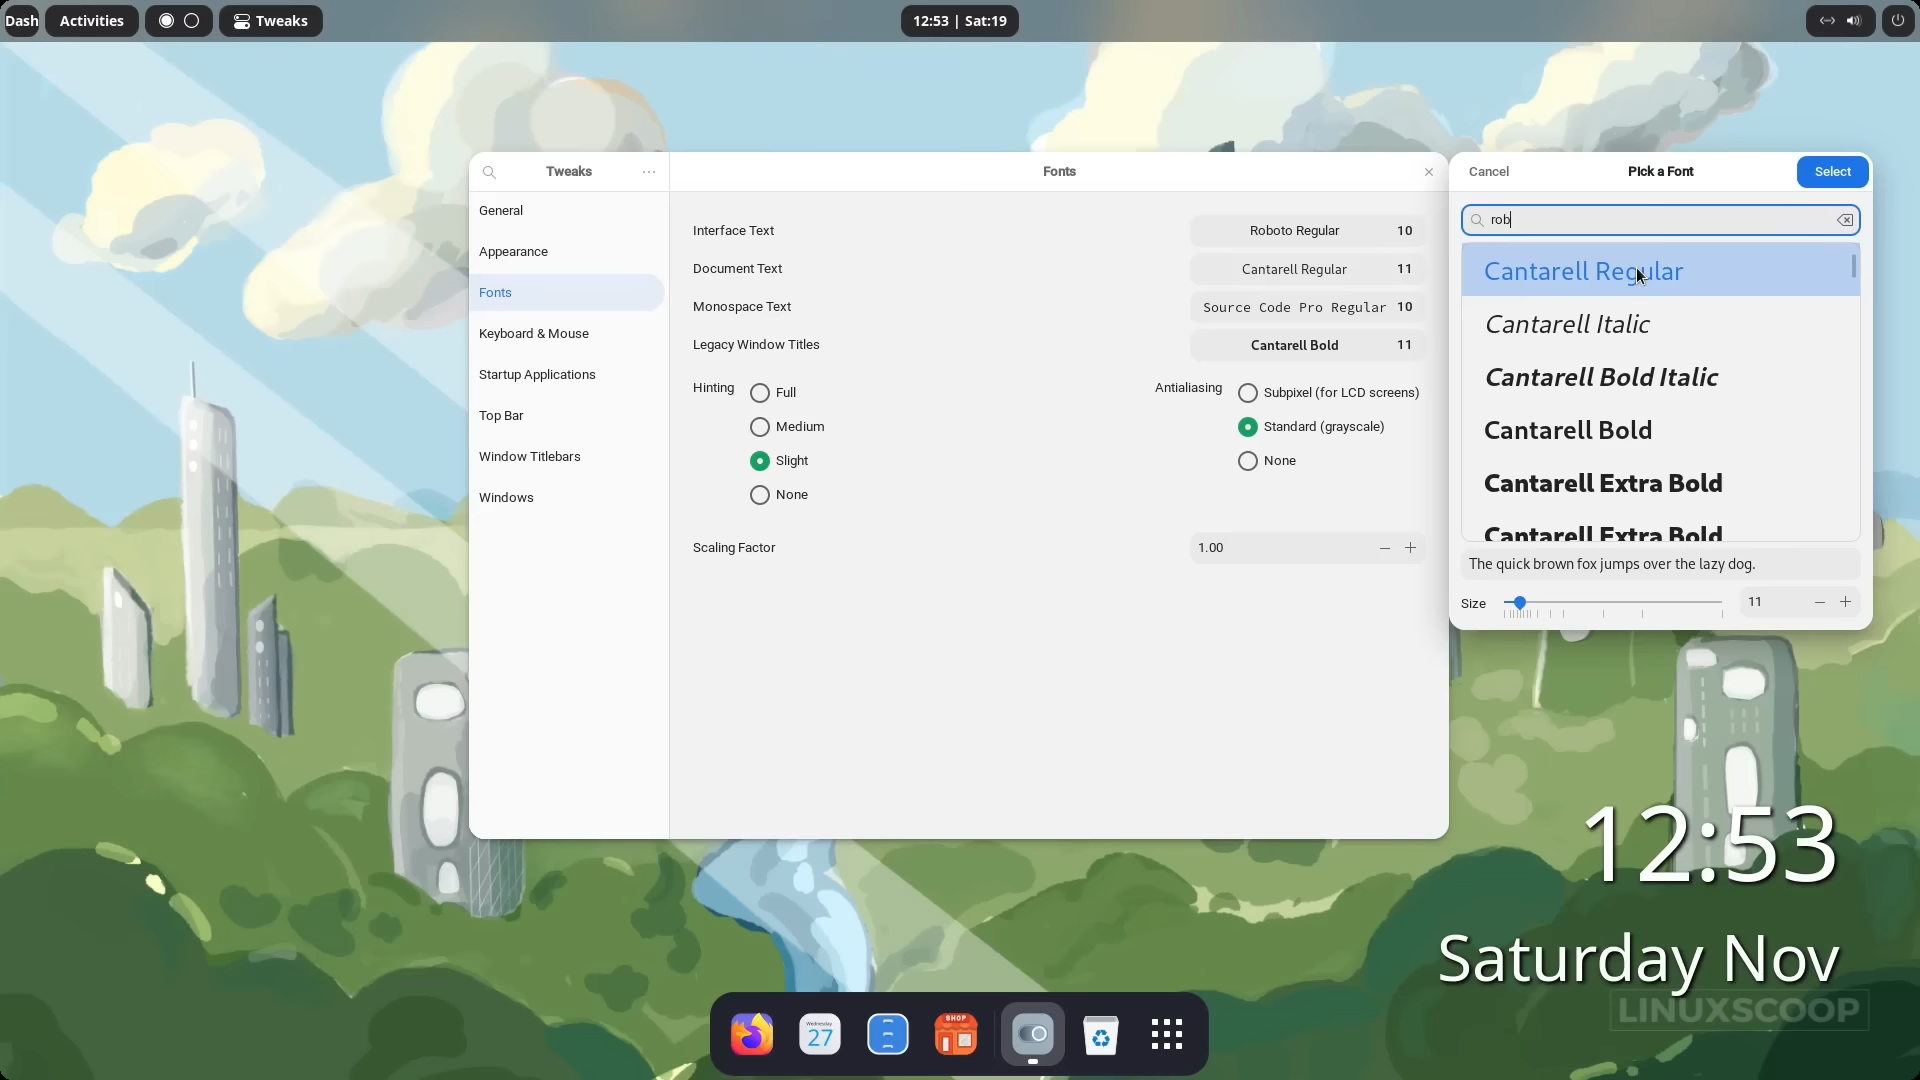 Dash Activities Tweaks 12:53 | Sat:19
Tweaks
General
Appearance
Fonts
Keyboard & Mouse
Startup Applications
Top Bar
Window Titlebars
Windows
Fonts
Interface Text Roboto Regular 10
Document Text Cantarell Regular 11
Monospace Text Source Code Pro Regular 10
Legacy Window Titles Cantarell Bold 11
Hinting
Full
Medium
Slight
None
Antialiasing
Subpixel (for LCD screens)
Standard (grayscale)
None
Scaling Factor 1.00
Cancel Pick a Font Select
rob
Cantarell Regular
Cantarell Italic
Cantarell Bold Italic
Cantarell Bold
Cantarell Extra Bold
Cantarell Extra Bold
The quick brown fox jumps over the lazy dog.
Size 11
12:53
Saturday Nov
LINUXSCOOP
Wednesday
27
SHOP